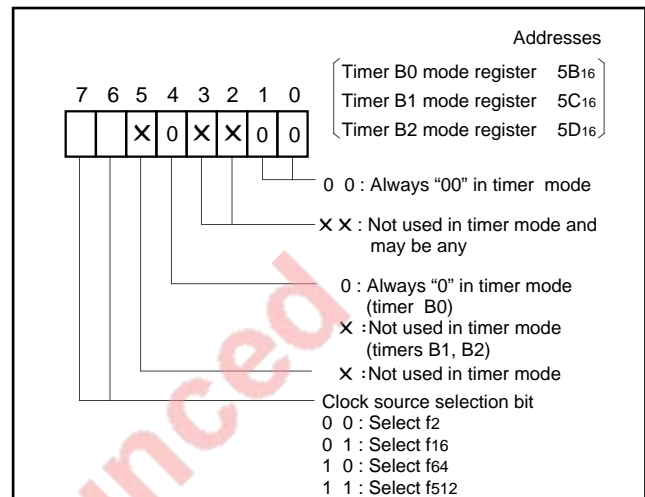 Addresses
Timer B0 mode register 5B16
Timer B1 mode register 5C16
Timer B2 mode register 5D16
7 6 5 4 3 2 1 0
× 0 × × 0 0
0 0 : Always “00” in timer mode
× × : Not used in timer mode and
may be any
0 : Always “0” in timer mode
(timer B0)
× : Not used in timer mode
(timers B1, B2)
× : Not used in timer mode
Clock source selection bit
0 0 : Select f2
0 1 : Select f16
1 0 : Select f64
1 1 : Select f512
unced